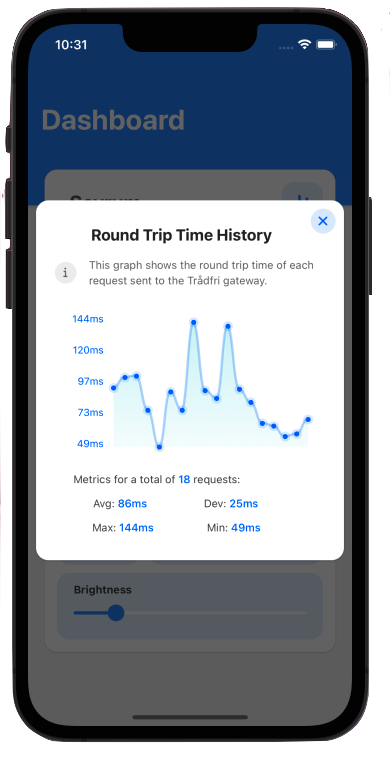 10:31
Dashboard
Round Trip Time History
This graph shows the round trip time of each
request sent to the Trådfri gateway.
144ms
120ms
97ms
73ms
49ms
Metrics for a total of 18 requests:
Avg: 86ms Dev: 25ms
Max: 144ms Min: 49ms
Brightness